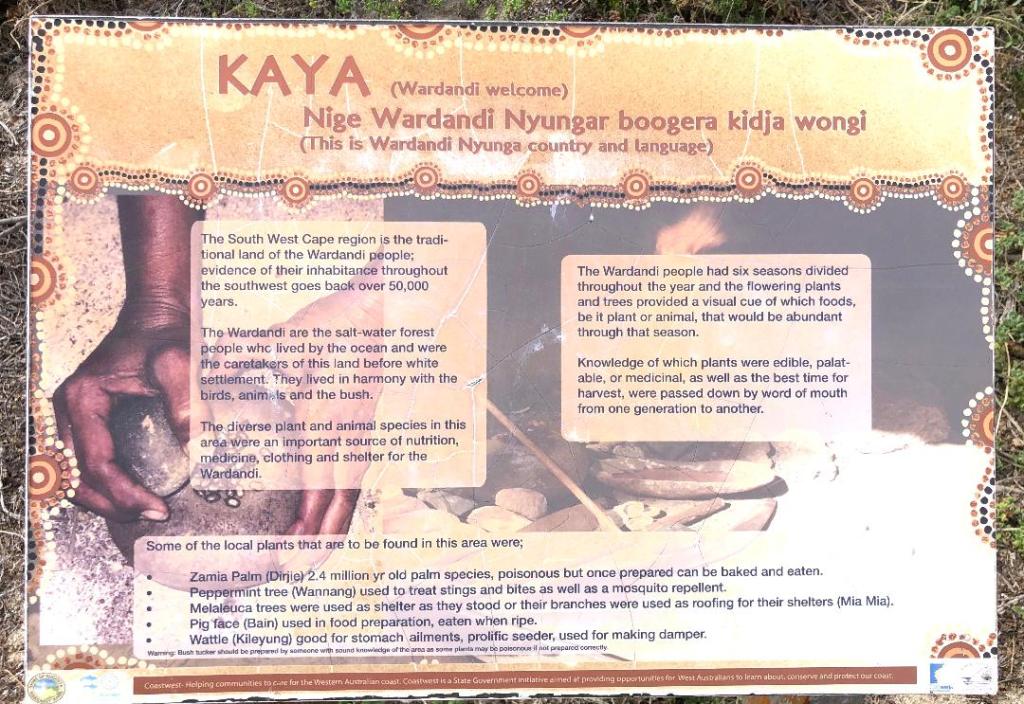 KAYA (Wardandi welcome)
Nige Wardandi Nyungar boogera kidja wongi
(This is Wardandi Nyunga country and language)
The South West Cape region is the tradi-
tional land of the Wardandi people;
evidence of their inhabitance throughout
the southwest goes back over 50,000
years.
The Wardandi are the salt-water forest
people who lived by the ocean and were
the caretakers of this land before white
settlement. They lived in harmony with the
birds, animals and the bush.
The diverse plant and animal species in this
area were an important source of nutrition,
medicine, clothing and shelter for the
Wardandi.
The Wardandi people had six seasons divided
throughout the year and the flowering plants
and trees provided a visual cue of which foods,
be it plant or animal, that would be abundant
through that season.
Knowledge of which plants were edible, palat-
able, or medicinal, as well as the best time for
harvest, were passed down by word of mouth
from one generation to another.
Some of the local plants that are to be found in this area were;
• Zamia Palm (Dirjie) 2.4 million yr old palm species, poisonous but once prepared can be baked and eaten.
• Peppermint tree (Wannang) used to treat stings and bites as well as a mosquito repellent.
• Melaleuca trees were used as shelter as they stood or their branches were used as roofing for their shelters (Mia Mia).
• Pig face (Bain) used in food preparation, eaten when ripe.
• Wattle (Kileyung) good for stomach ailments, prolific seeder, used for making damper.
Warning: Bush tucker should be prepared by someone with sound knowledge of the area as some plants may be poisonous if not prepared correctly.
Coastwest- Helping communities to care for the Western Australian coast. Coastwest is a State Government initiative aimed at providing opportunities for West Australians to learn about, conserve and protect our coast.